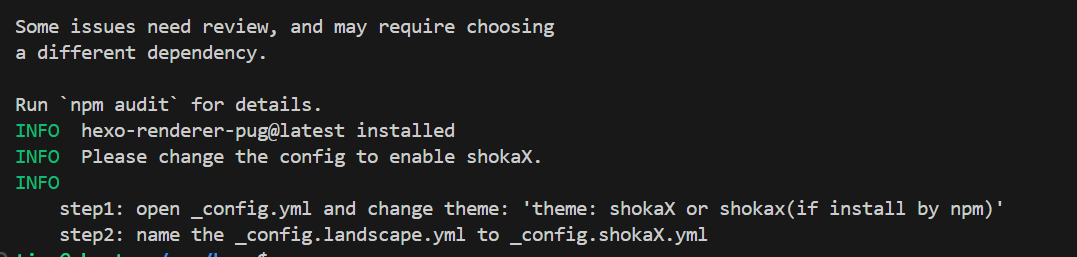 Some issues need review, and may require choosing
a different dependency.
Run `npm audit` for details.
INFO  hexo-renderer-pug@latest installed
INFO  Please change the config to enable shokaX.
INFO
step1: open _config.yml and change theme: 'theme: shokaX or shokax(if install by npm)'
step2: name the _config.landscape.yml to _config.shokaX.yml